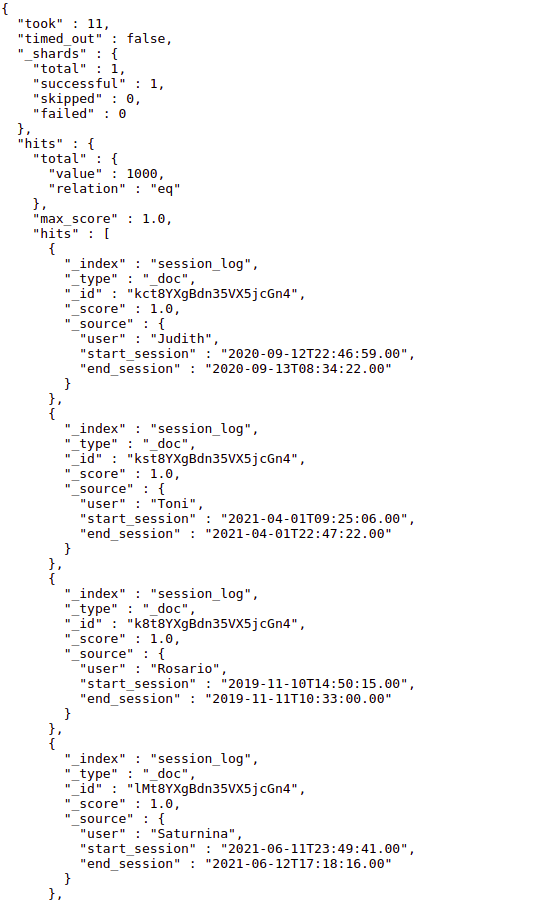 {
  "took" : 11,
  "timed_out" : false,
  "_shards" : {
    "total" : 1,
    "successful" : 1,
    "skipped" : 0,
    "failed" : 0
  },
  "hits" : {
    "total" : {
      "value" : 1000,
      "relation" : "eq"
    },
    "max_score" : 1.0,
    "hits" : [
      {
        "_index" : "session_log",
        "_type" : "_doc",
        "_id" : "kct8YXgBdn35VX5jcGn4",
        "_score" : 1.0,
        "_source" : {
          "user" : "Judith",
          "start_session" : "2020-09-12T22:46:59.00",
          "end_session" : "2020-09-13T08:34:22.00"
        }
      },
      {
        "_index" : "session_log",
        "_type" : "_doc",
        "_id" : "kst8YXgBdn35VX5jcGn4",
        "_score" : 1.0,
        "_source" : {
          "user" : "Toni",
          "start_session" : "2021-04-01T09:25:06.00",
          "end_session" : "2021-04-01T22:47:22.00"
        }
      },
      {
        "_index" : "session_log",
        "_type" : "_doc",
        "_id" : "k8t8YXgBdn35VX5jcGn4",
        "_score" : 1.0,
        "_source" : {
          "user" : "Rosario",
          "start_session" : "2019-11-10T14:50:15.00",
          "end_session" : "2019-11-11T10:33:00.00"
        }
      },
      {
        "_index" : "session_log",
        "_type" : "_doc",
        "_id" : "lMt8YXgBdn35VX5jcGn4",
        "_score" : 1.0,
        "_source" : {
          "user" : "Saturnina",
          "start_session" : "2021-06-11T23:49:41.00",
          "end_session" : "2021-06-12T17:18:16.00"
        }
      },